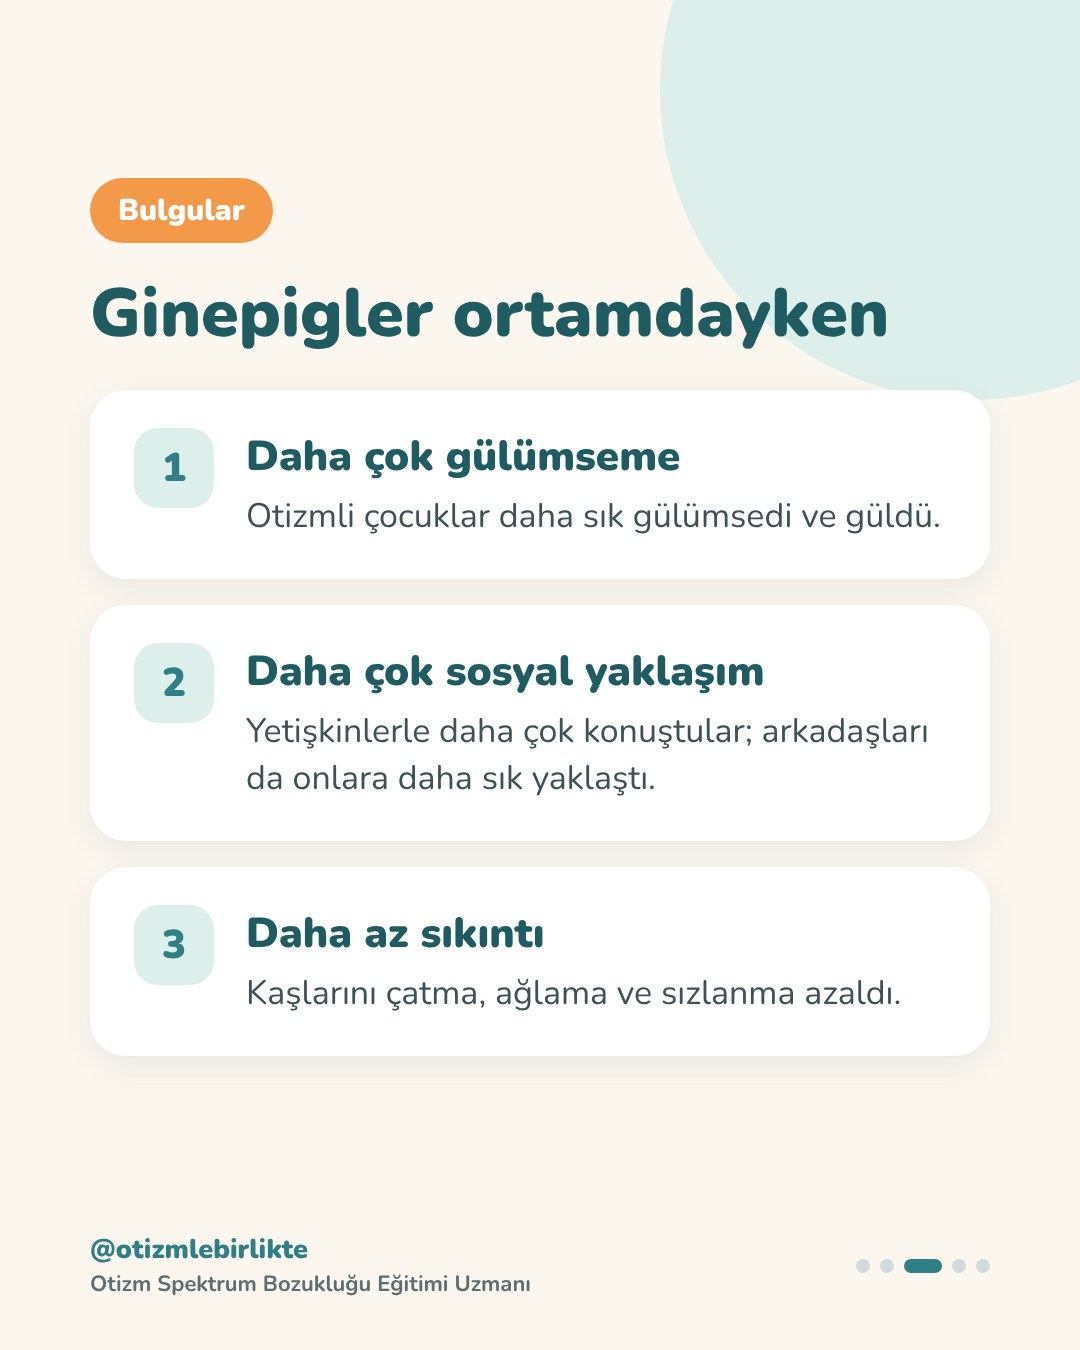 Bulgular
Ginepigler ortamdayken
1
Daha çok gülümseme
Otizmli çocuklar daha sık gülümsedi ve güldü.
2
Daha çok sosyal yaklaşım
Yetişkinlerle daha çok konuştular; arkadaşları
da onlara daha sık yaklaştı.
3
Daha az sıkıntı
Kaşlarını çatma, ağlama ve sızlanma azaldı.
@otizmlebirlikte
Otizm Spektrum Bozukluğu Eğitimi Uzmanı